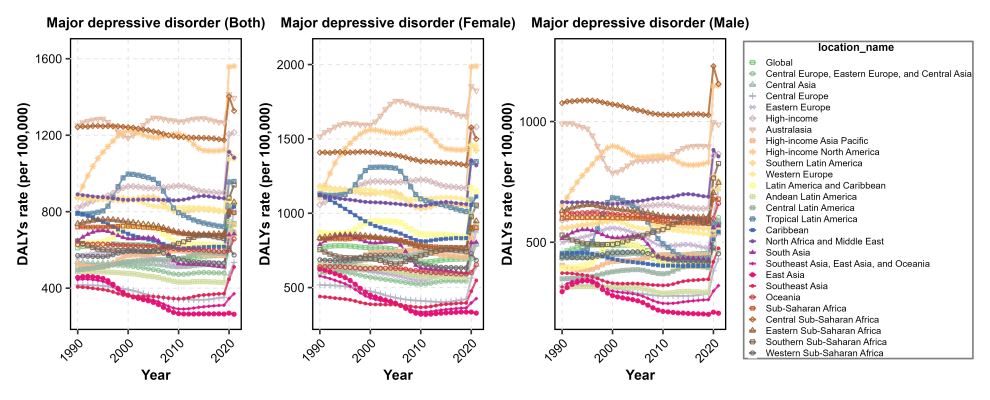 Major depressive disorder (Both)
Major depressive disorder (Female)
Major depressive disorder (Male)
DALYs rate (per 100,000)
1600
1200
800
400
1990
2000
2010
2020
Year
DALYs rate (per 100,000)
2000
1500
1000
500
1990
2000
2010
2020
Year
DALYs rate (per 100,000)
1000
500
1990
2000
2010
2020
Year
location_name
Global
Central Europe, Eastern Europe, and Central Asia
Central Asia
Central Europe
Eastern Europe
High-income
Australasia
High-income Asia Pacific
High-income North America
Southern Latin America
Western Europe
Latin America and Caribbean
Andean Latin America
Central Latin America
Tropical Latin America
Caribbean
North Africa and Middle East
South Asia
Southeast Asia, East Asia, and Oceania
East Asia
Southeast Asia
Oceania
Sub-Saharan Africa
Central Sub-Saharan Africa
Eastern Sub-Saharan Africa
Southern Sub-Saharan Africa
Western Sub-Saharan Africa